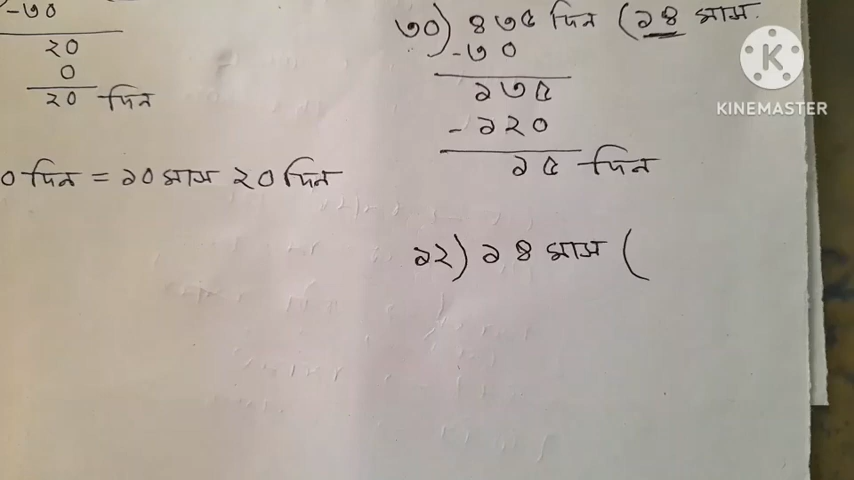 -৩০
২০
০
২০ - দিন
০ দিন = ১০ মাস ২০ দিন
৩০) ৪৩৫ দিন (১৪ মাস
-৩০
১৩৫
- ১২০
১৫ - দিন
১২) ১৪ মাস (
KINEMASTER